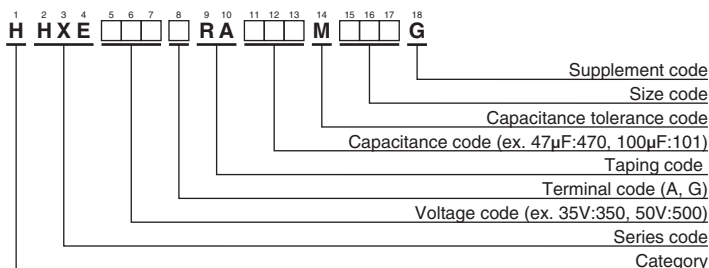 1 2 3 4 5 6 7 8 9 10 11 12 13 14 15 16 17 18
H HXE □□□ □ RA □□□ M □□□ G
Supplement code
Size code
Capacitance tolerance code
Capacitance code (ex. 47µF:470, 100µF:101)
Taping code
Terminal code (A, G)
Voltage code (ex. 35V:350, 50V:500)
Series code
Category